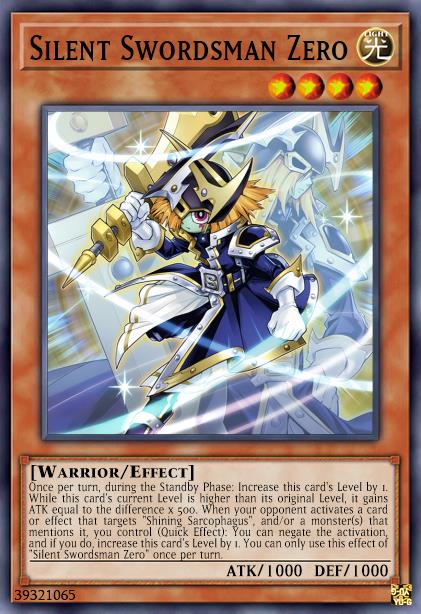 Silent Swordsman Zero
LIGHT
光
[Warrior/Effect]
Once per turn, during the Standby Phase: Increase this card's Level by 1.
While this card's current Level is higher than its original Level, it gains
ATK equal to the difference x 500. When your opponent activates a card
or effect that targets "Shining Sarcophagus", and/or a monster(s) that
mentions it, you control (Quick Effect): You can negate the activation,
and if you do, increase this card's Level by 1. You can only use this effect of
"Silent Swordsman Zero" once per turn.
ATK/1000 DEF/1000
39321065